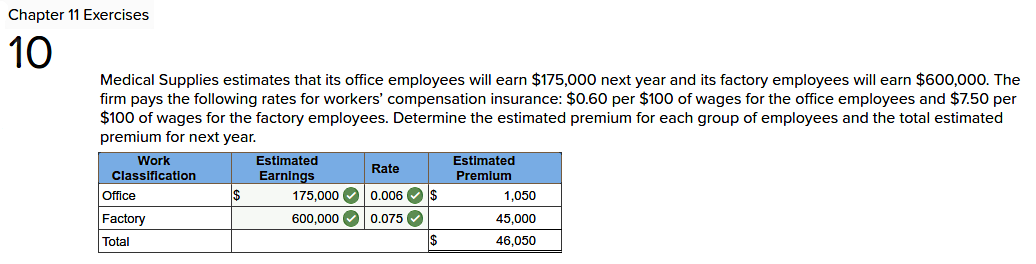 Chapter 11 Exercises
10
Medical Supplies estimates that its office employees will earn $175,000 next year and its factory employees will earn $600,000. The
firm pays the following rates for workers' compensation insurance: $0.60 per $100 of wages for the office employees and $7.50 per
$100 of wages for the factory employees. Determine the estimated premium for each group of employees and the total estimated
premium for next year.
Work Classification Estimated Earnings Rate Estimated Premium
Office $ 175,000 0.006 $ 1,050
Factory 600,000 0.075 45,000
Total $ 46,050